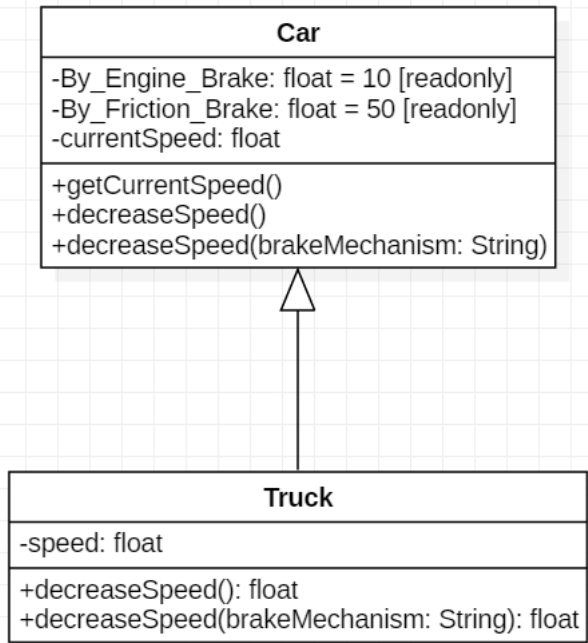 Car
-By_Engine_Brake: float = 10 [readonly]
-By_Friction_Brake: float = 50 [readonly]
-currentSpeed: float
+getCurrentSpeed()
+decreaseSpeed()
+decreaseSpeed(brakeMechanism: String)
Truck
-speed: float
+decreaseSpeed(): float
+decreaseSpeed(brakeMechanism: String): float